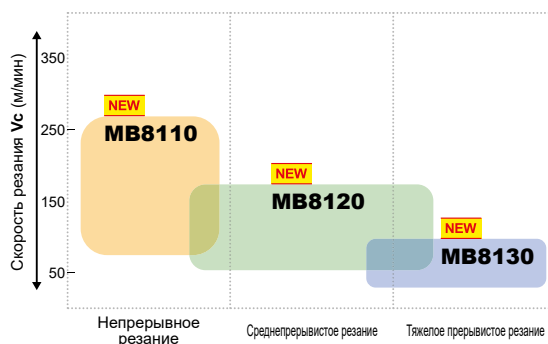 Скорость резания Vc (м/мин)
350
250
150
50
NEW
MB8110
NEW
MB8120
NEW
MB8130
Непрерывное
резание
Среднепрерывистое резание
Тяжелое прерывистое резание